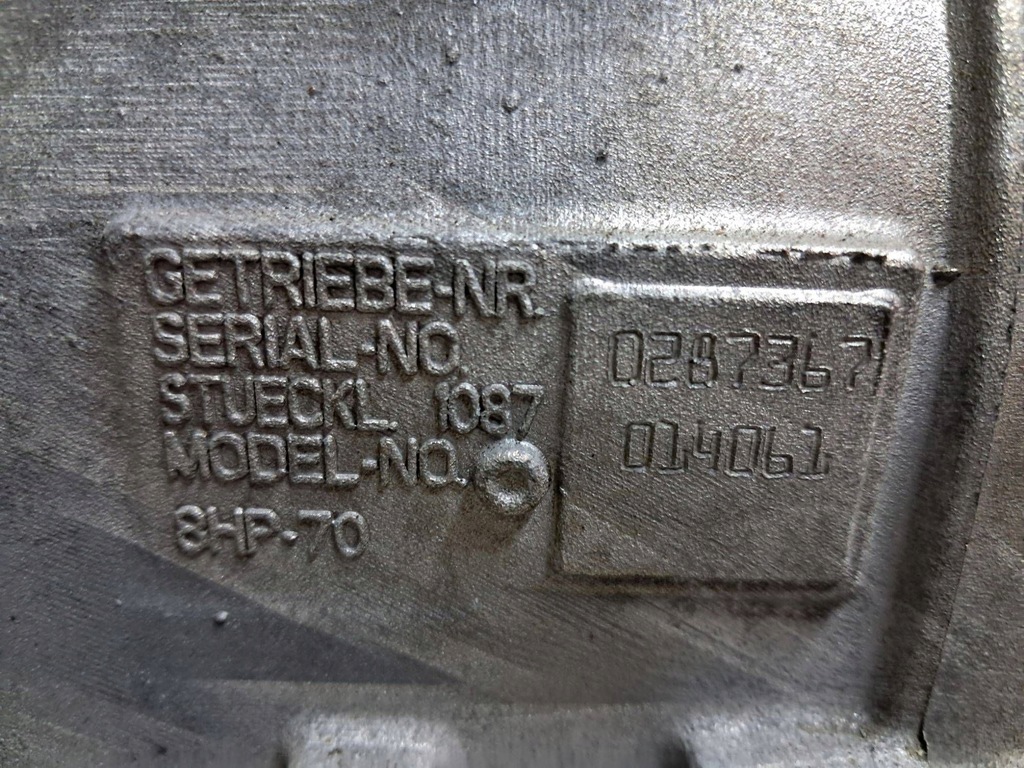 GETRIEBE-NR.
SERIAL-NO.
STUECKL. 1087
MODEL-NO.
8HP-70
0287367
014061